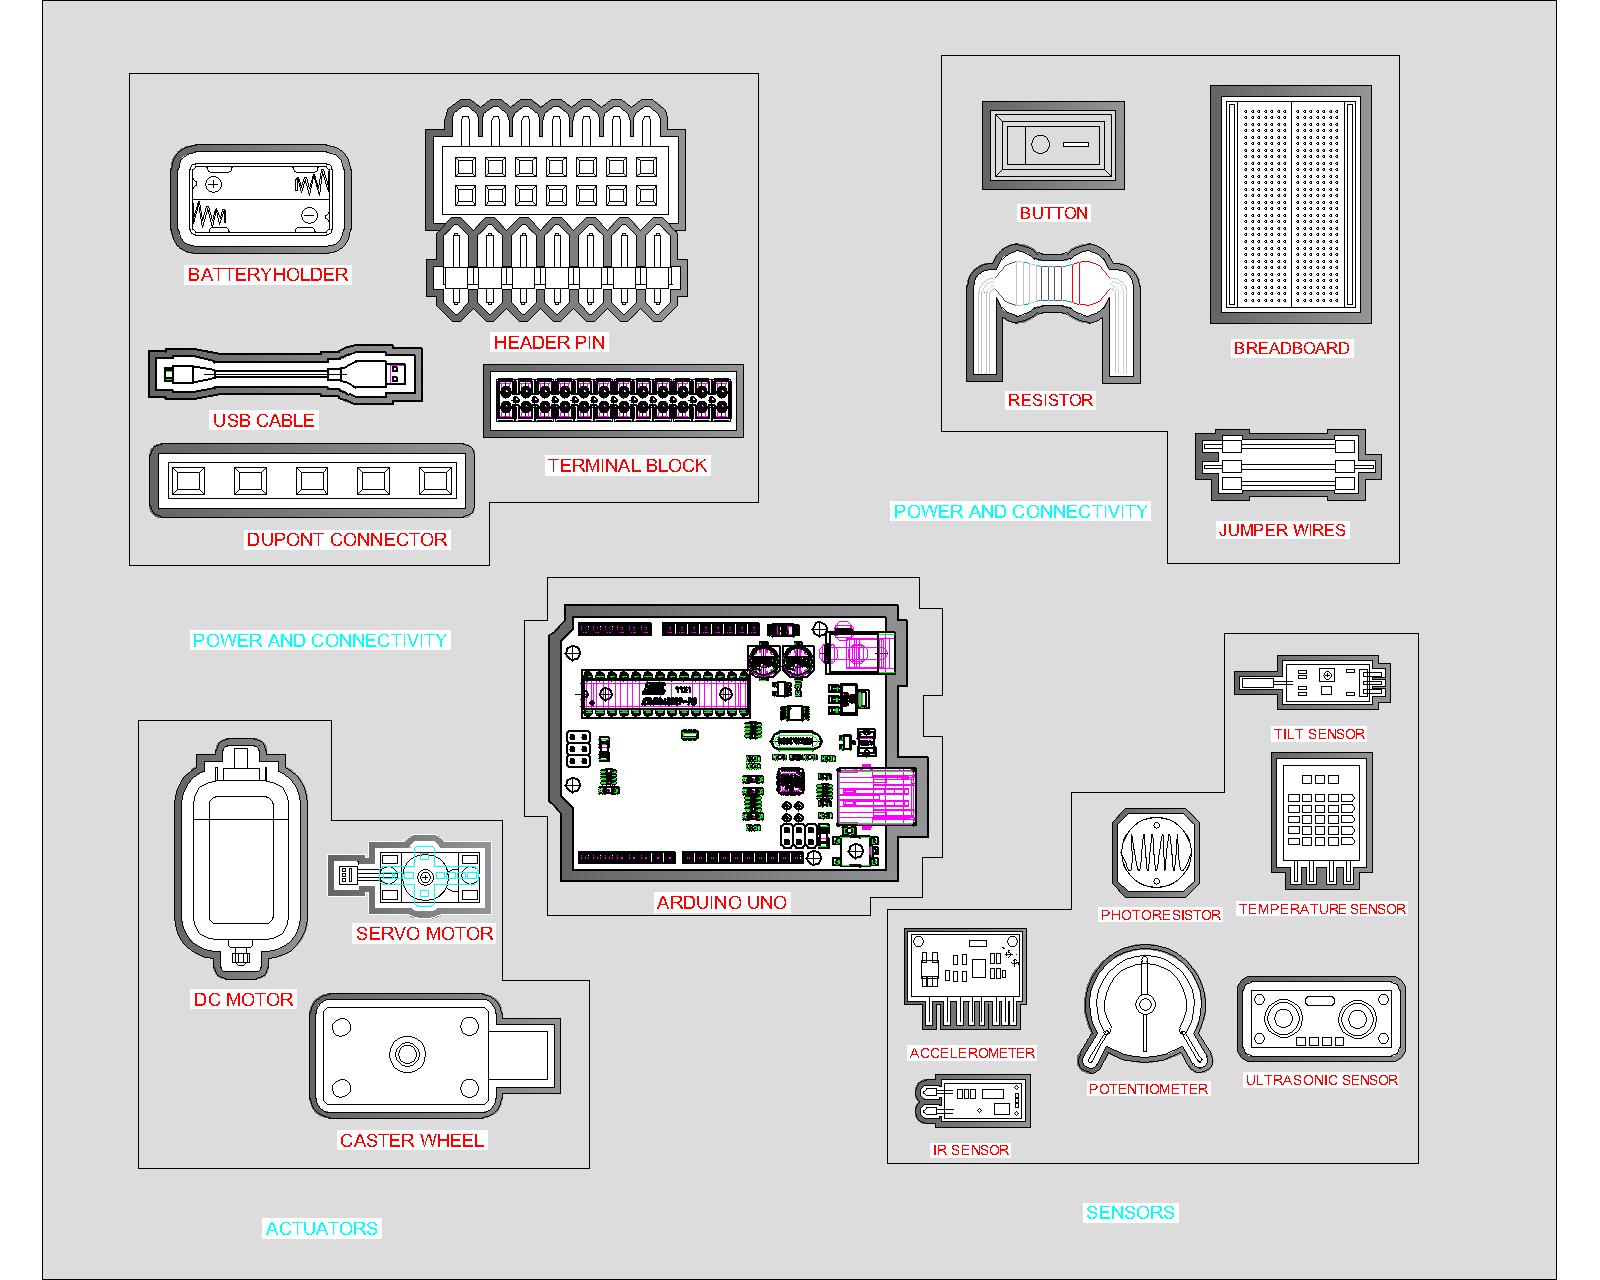 BATTERYHOLDER
HEADER PIN
USB CABLE
TERMINAL BLOCK
DUPONT CONNECTOR
POWER AND CONNECTIVITY
BUTTON
BREADBOARD
RESISTOR
JUMPER WIRES
POWER AND CONNECTIVITY
ARDUINO UNO
DC MOTOR
SERVO MOTOR
CASTER WHEEL
ACTUATORS
TILT SENSOR
PHOTORESISTOR
TEMPERATURE SENSOR
ACCELEROMETER
POTENTIOMETER
ULTRASONIC SENSOR
IR SENSOR
SENSORS